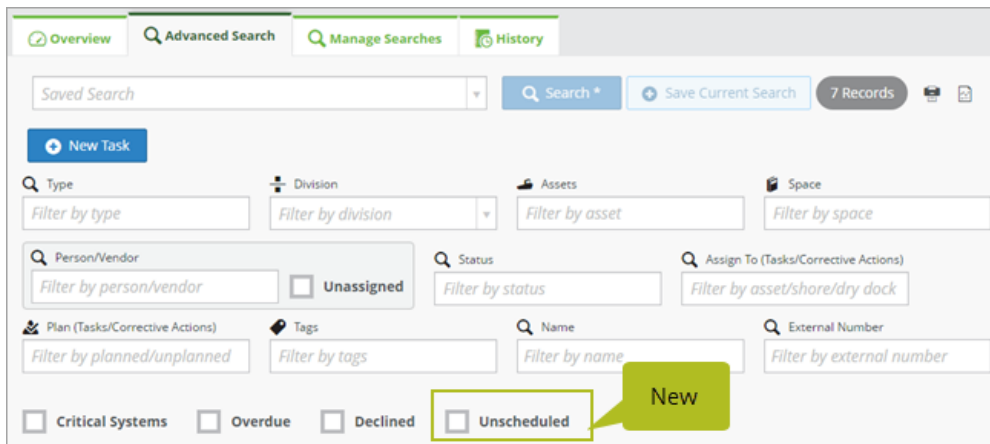 Overview Advanced Search Manage Searches History
Saved Search Search * Save Current Search 7 Records
New Task
Type Division Assets Space
Filter by type Filter by division Filter by asset Filter by space
Person/Vendor Status Assign To (Tasks/Corrective Actions)
Filter by person/vendor Unassigned Filter by status Filter by asset/shore/dry dock
Plan (Tasks/Corrective Actions) Tags Name External Number
Filter by planned/unplanned Filter by tags Filter by name Filter by external number
New
Critical Systems Overdue Declined Unscheduled